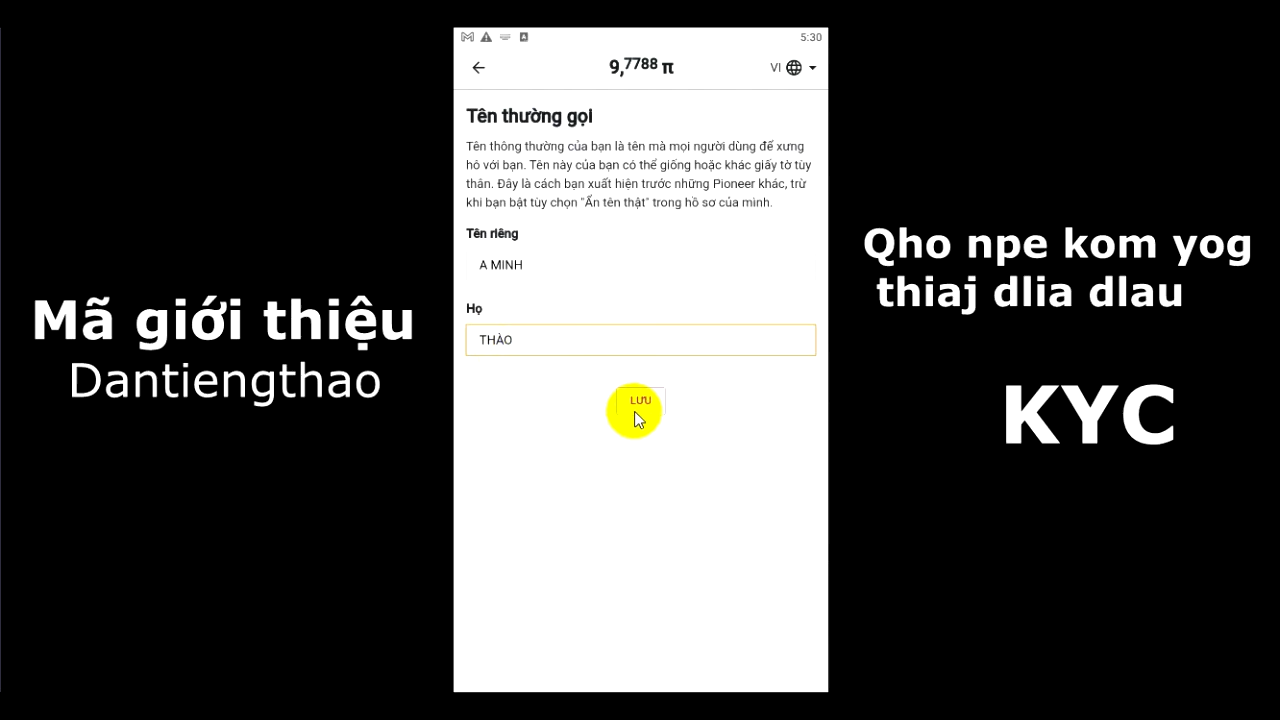 5:30
9,7788 π
VI
Tên thường gọi
Tên thông thường của bạn là tên mà mọi người dùng để xưng
hô với bạn. Tên này của bạn có thể giống hoặc khác giấy tờ tùy
thân. Đây là cách bạn xuất hiện trước những Pioneer khác, trừ
khi bạn bật tùy chọn "Ẩn tên thật" trong hồ sơ của mình.
Tên riêng
A MINH
Họ
THÀO
LƯU
Mã giới thiệu
Dantiengthao
Qho npe kom yog
thiaj dlia dlau
KYC